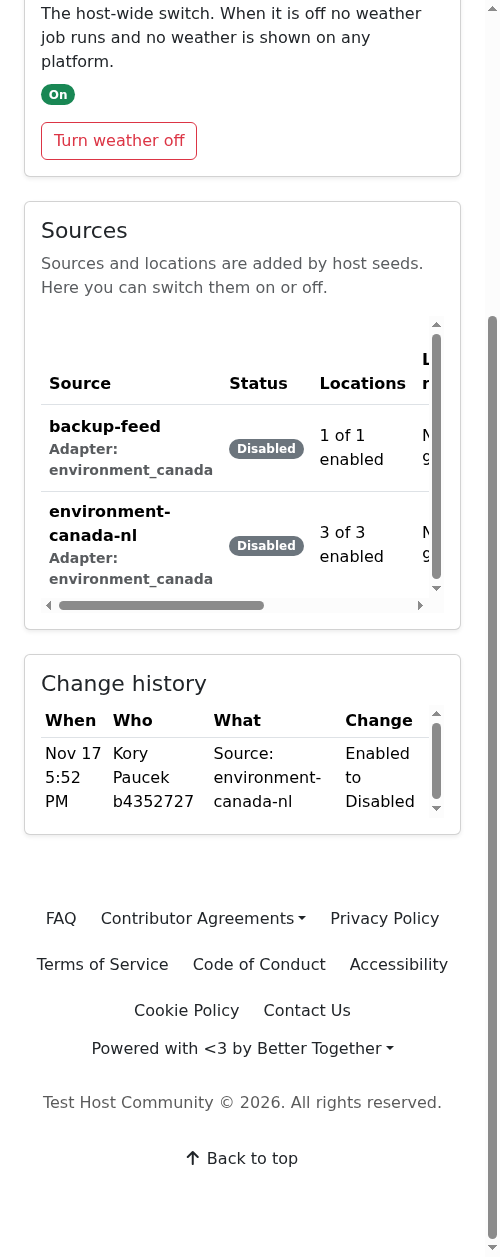 The host-wide switch. When it is off no weather
job runs and no weather is shown on any
platform.
On
Turn weather off
Sources
Sources and locations are added by host seeds.
Here you can switch them on or off.
Source Status Locations
backup-feed
Adapter:
environment_canada
Disabled
1 of 1
enabled
environment-
canada-nl
Adapter:
environment_canada
Disabled
3 of 3
enabled
Change history
When Who What Change
Nov 17
5:52
PM
Kory
Paucek
b4352727
Source:
environment-
canada-nl
Enabled
to
Disabled
FAQ Contributor Agreements Privacy Policy
Terms of Service Code of Conduct Accessibility
Cookie Policy Contact Us
Powered with <3 by Better Together
Test Host Community © 2026. All rights reserved.
Back to top